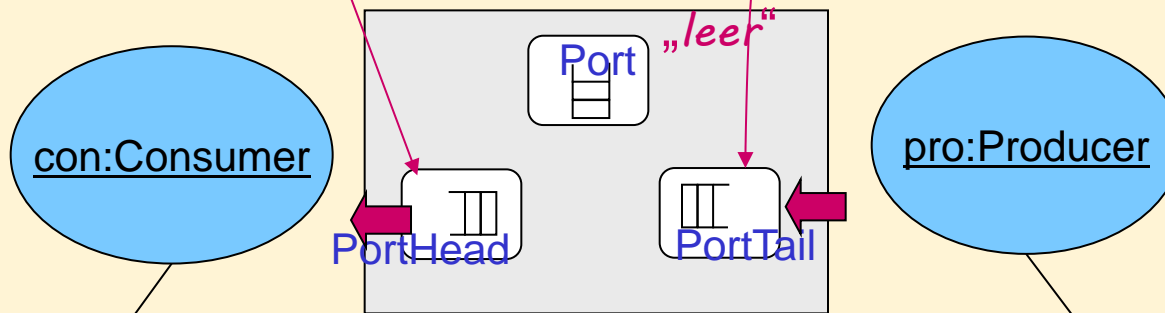 „leer“
Port
con:Consumer
pro:Producer
PortHead
PortTail